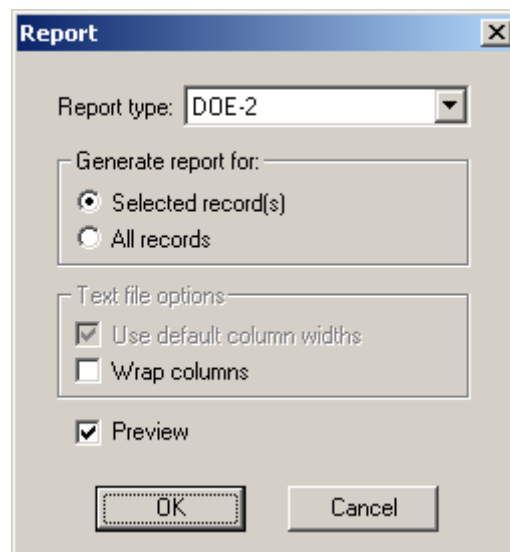 Report
Report type: DOE-2
Generate report for:
Selected record(s)
All records
Text file options
Use default column widths
Wrap columns
Preview
OK Cancel